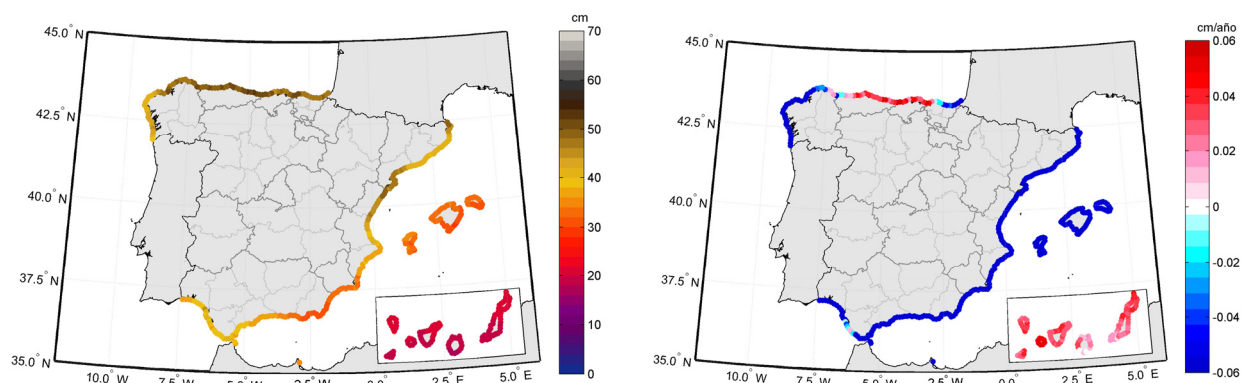 cm
45.0° N
42.5° N
40.0° N
37.5° N
35.0° N
10.0° W
7.5° W
5.0° W
2.5° W
0.0°
2.5° E
5.0° E
70
60
50
40
30
20
10
0
cm/año
45.0° N
42.5° N
40.0° N
37.5° N
35.0° N
10.0° W
7.5° W
5.0° W
2.5° W
0.0°
2.5° E
5.0° E
0.06
0.04
0.02
0
-0.02
-0.04
-0.06